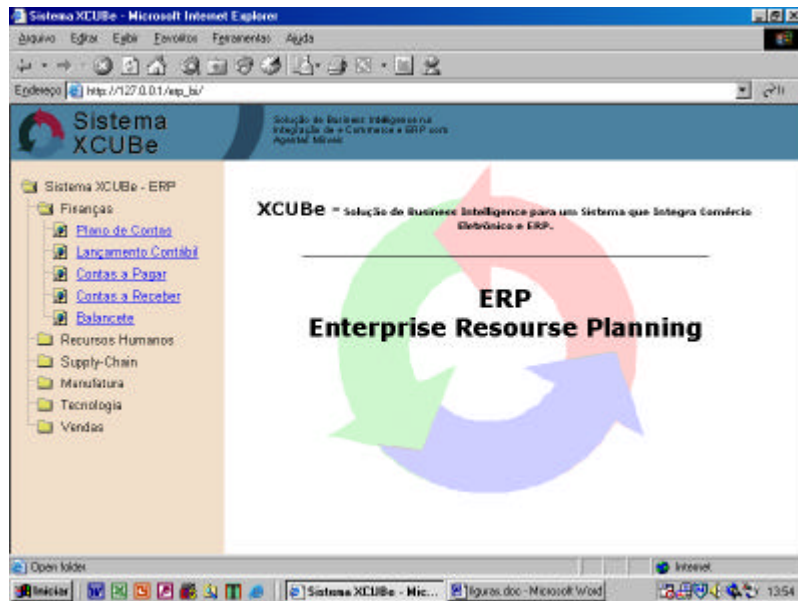 Sistema XCUBe - Microsoft Internet Explorer
Arquivo Editar Exibir Favoritos Ferramentas Ajuda
Endereço http://127.0.0.1/erp_bi/
Sistema
XCUBe
Solução de Business Intelligence na
Integração de e-Commerce e ERP com
Agentes Móveis
Sistema XCUBe - ERP
Finanças
Plano de Contas
Lançamento Contábil
Contas a Pagar
Contas a Receber
Balancete
Recursos Humanos
Supply-Chain
Manufatura
Tecnologia
Vendas
XCUBe - Solução de Business Intelligence para um Sistema que Integra Comércio
Eletrônico e ERP.
ERP
Enterprise Resourse Planning
Open folder
Internet
Iniciar
Sistema XCUBe - Mic...
figuras.doc - Microsoft Word
13:54